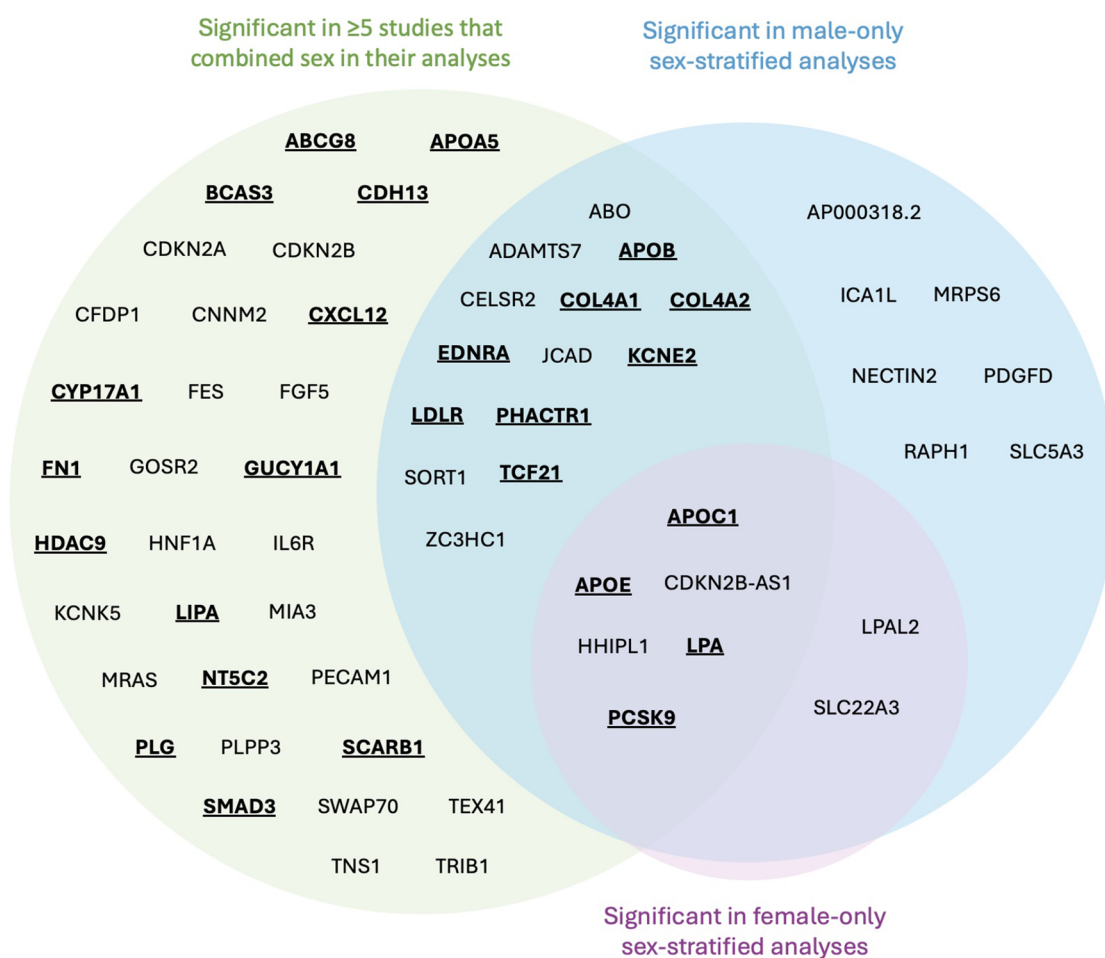 Significant in ≥5 studies that
combined sex in their analyses
Significant in male-only
sex-stratified analyses
ABCG8 APOA5
BCAS3 CDH13
CDKN2A CDKN2B
CFDP1 CNNM2 CXCL12
CYP17A1 FES FGF5
FN1 GOSR2 GUCY1A1
HDAC9 HNF1A IL6R
KCNK5 LIPA MIA3
MRAS NT5C2 PECAM1
PLG PLPP3 SCARB1
SMAD3 SWAP70 TEX41
TNS1 TRIB1
ABO
ADAMTS7 APOB
CELSR2 COL4A1 COL4A2
EDNRA JCAD KCNE2
LDLR PHACTR1
SORT1 TCF21
ZC3HC1
AP000318.2
ICA1L MRPS6
NECTIN2 PDGFD
RAPH1 SLC5A3
APOC1
APOE CDKN2B-AS1
HHIPL1 LPA
PCSK9
LPAL2
SLC22A3
Significant in female-only
sex-stratified analyses